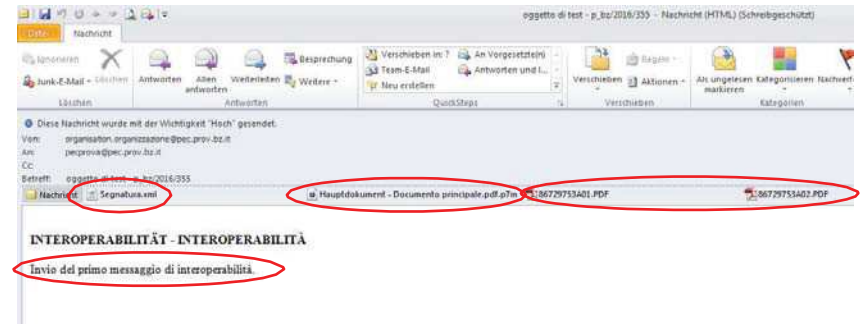 oggetto di test - p_bz/2016/355 - Nachricht (HTML) (Schreibgeschützt)
Datei Nachricht
Ignorieren
Junk-E-Mail Löschen
Antworten Allen antworten Weiterleiten
Besprechung
Weitere
Verschieben in: ?
Team-E-Mail
Neu erstellen
An Vorgesetzte(n)
Antworten und l...
Verschieben
Regeln
Aktionen
Als ungelesen markieren
Kategorisieren
Löschen Antworten QuickSteps Verschieben Kategorien
Diese Nachricht wurde mit der Wichtigkeit "Hoch" gesendet.
Von: organisation.organizzazione@pec.prov.bz.it
An: pecprova@pec.prov.bz.it
Cc:
Betreff: oggetto di test - p_bz/2016/355
Nachricht Segnatura.xml Hauptdokument - Documento principale.pdf.p7m 86729753A01.PDF 86729753A02.PDF
INTEROPERABILITÄT - INTEROPERABILITÀ
Invio del primo messaggio di interoperabilità.